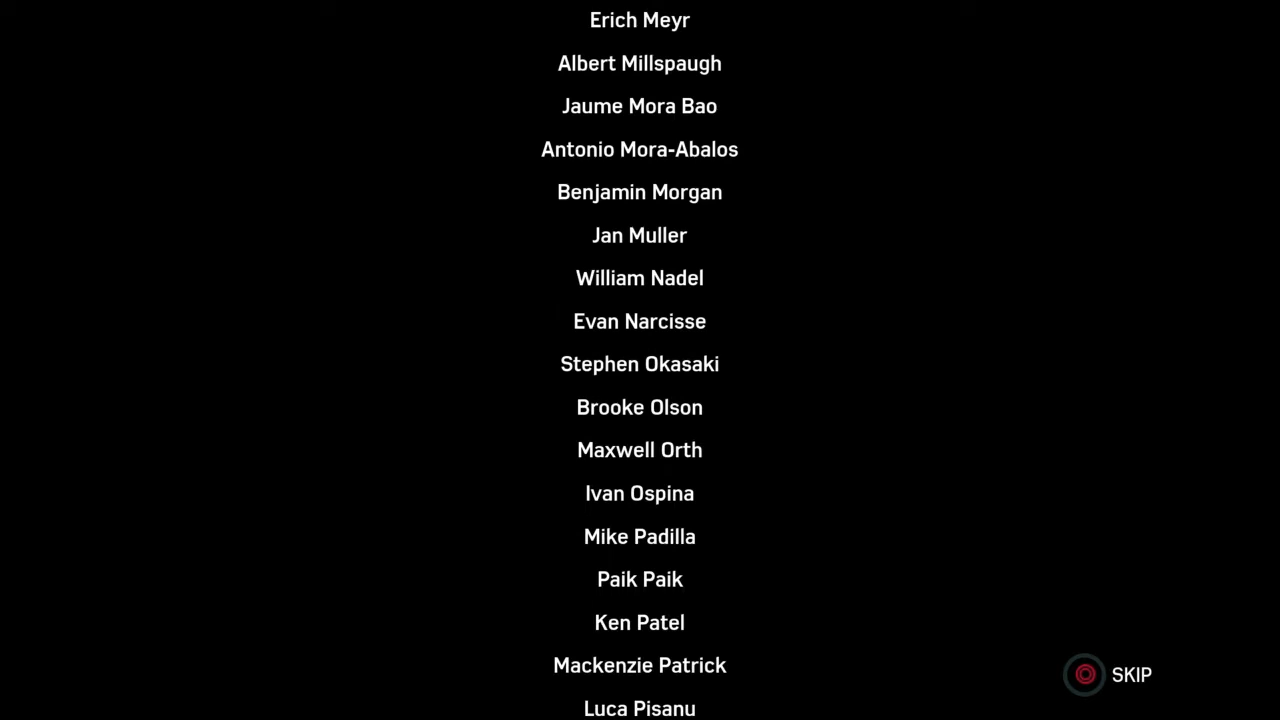 Erich Meyr
Albert Millspaugh
Jaume Mora Bao
Antonio Mora-Abalos
Benjamin Morgan
Jan Muller
William Nadel
Evan Narcisse
Stephen Okasaki
Brooke Olson
Maxwell Orth
Ivan Ospina
Mike Padilla
Paik Paik
Ken Patel
Mackenzie Patrick
SKIP
Luca Pisanu